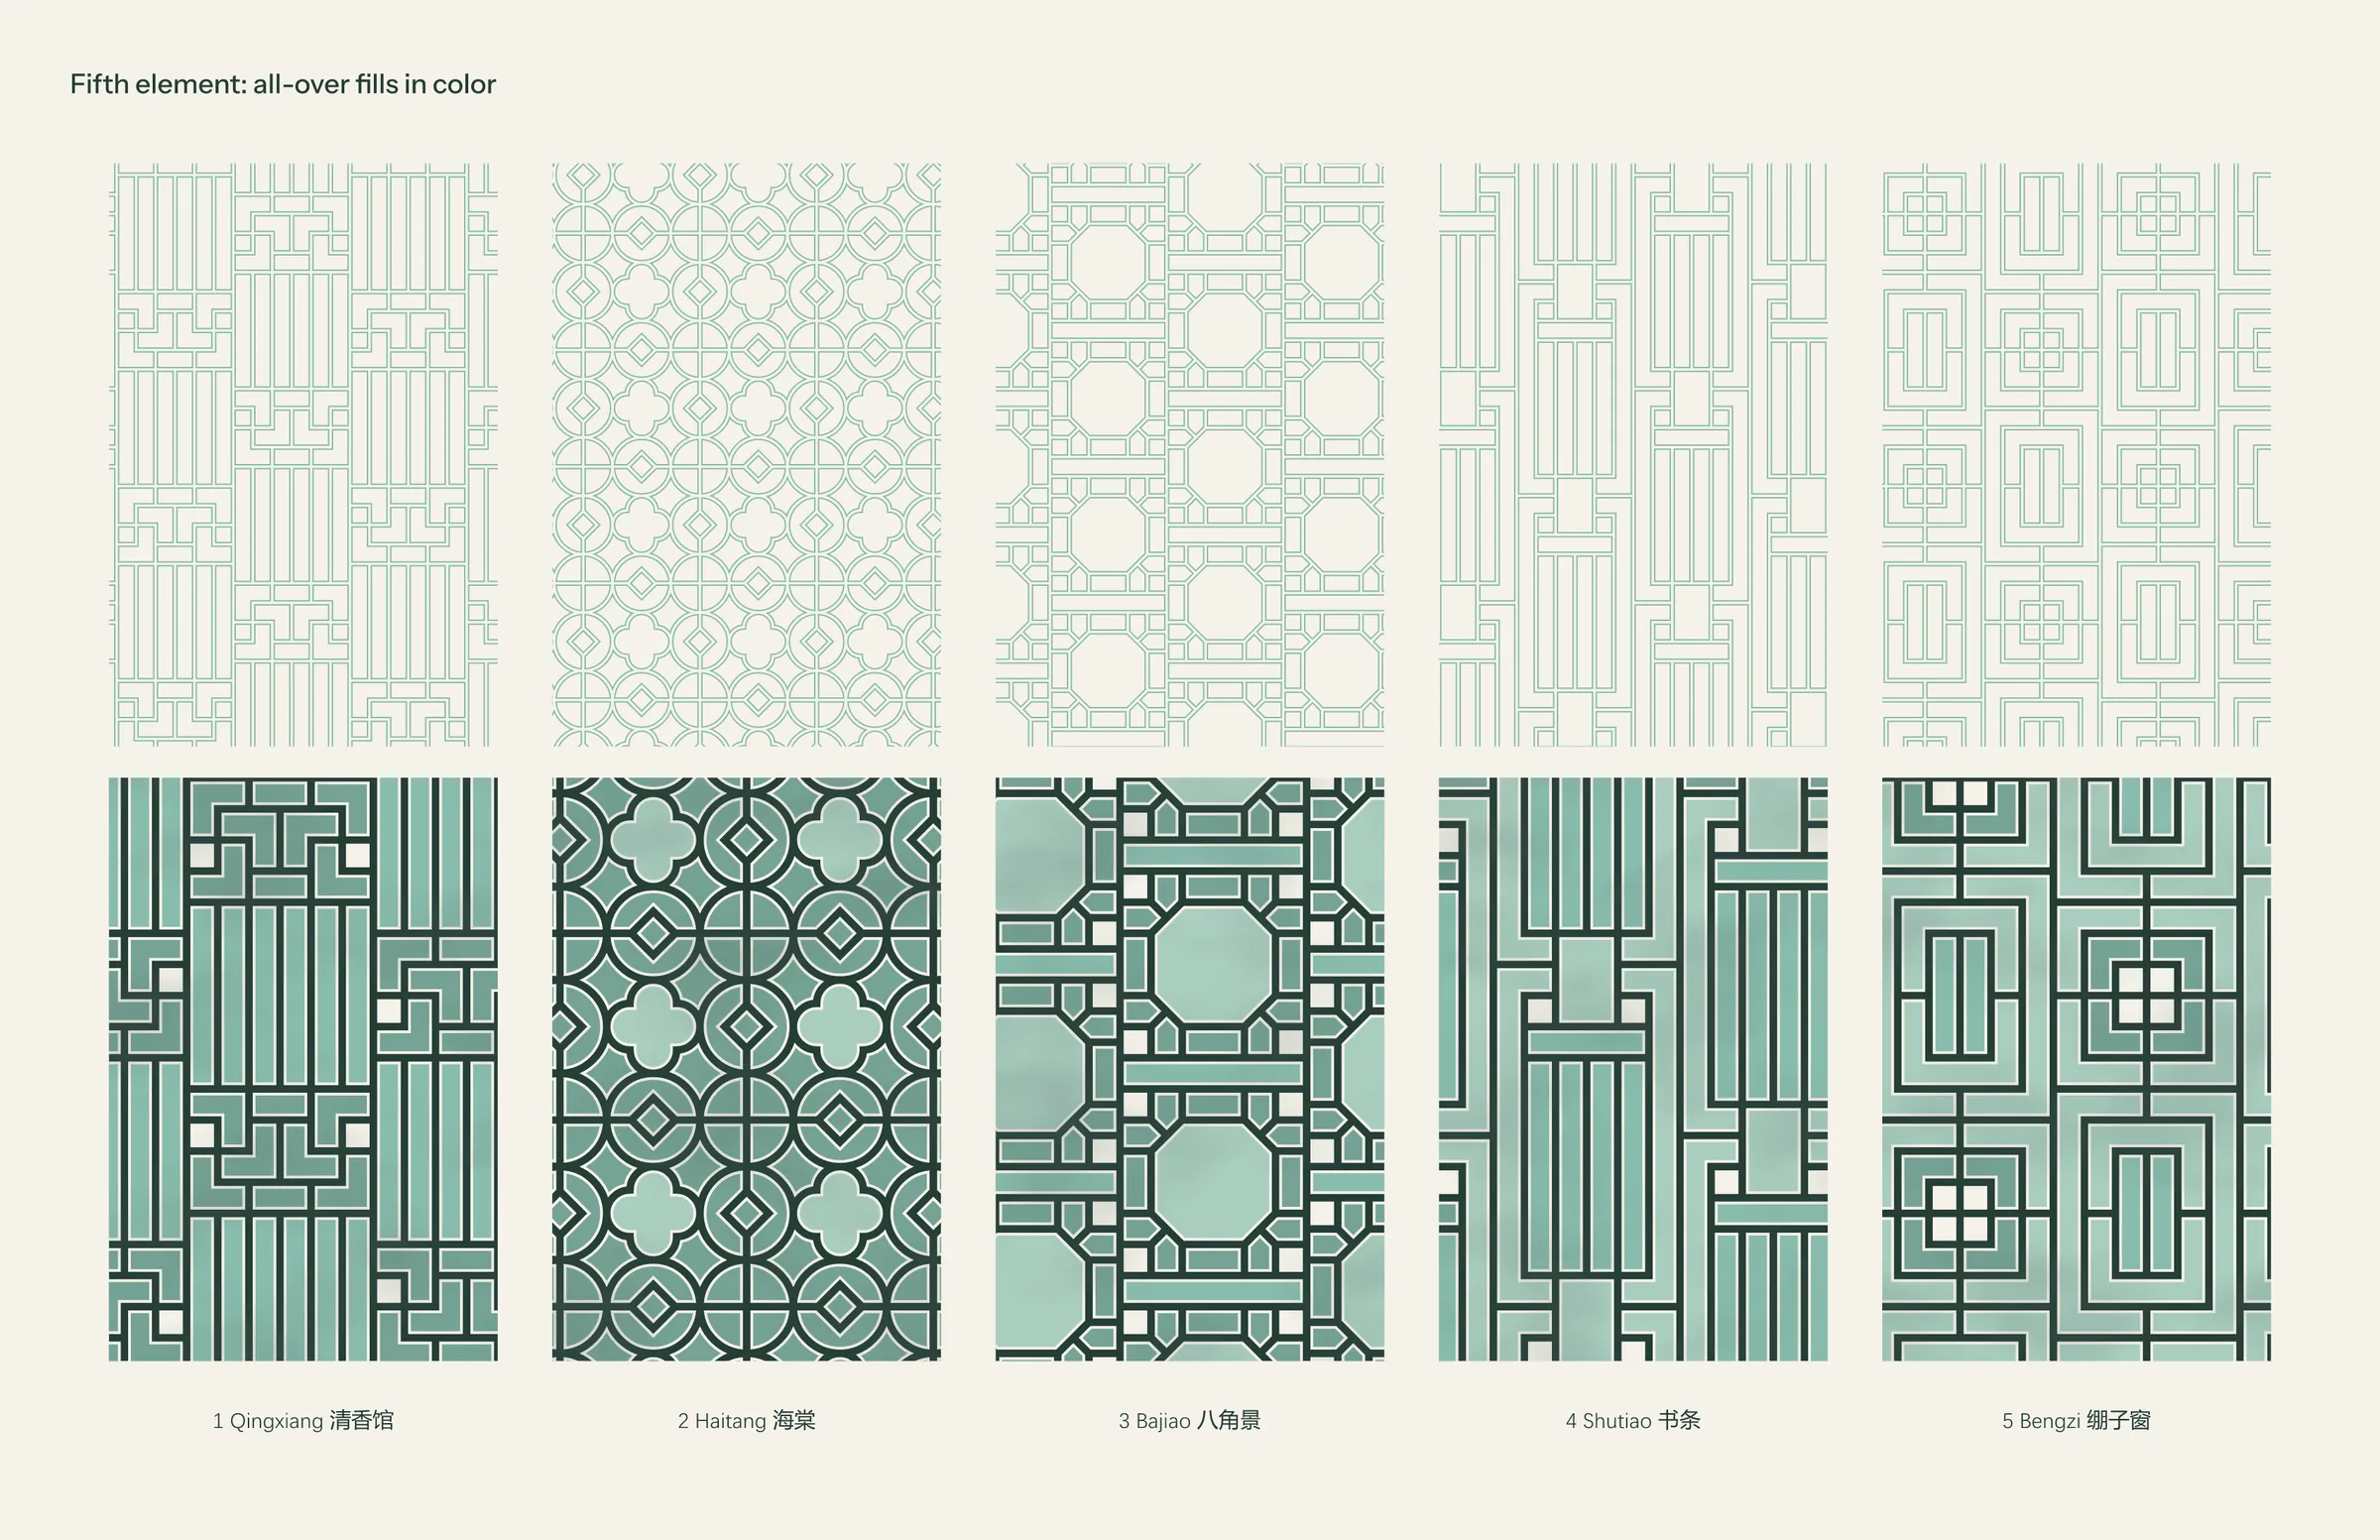 Fifth element: all-over fills in color
1 Qingxiang 清香馆
2 Haitang 海棠
3 Bajiao 八角景
4 Shutiao 书条
5 Bengzi 绷子窗